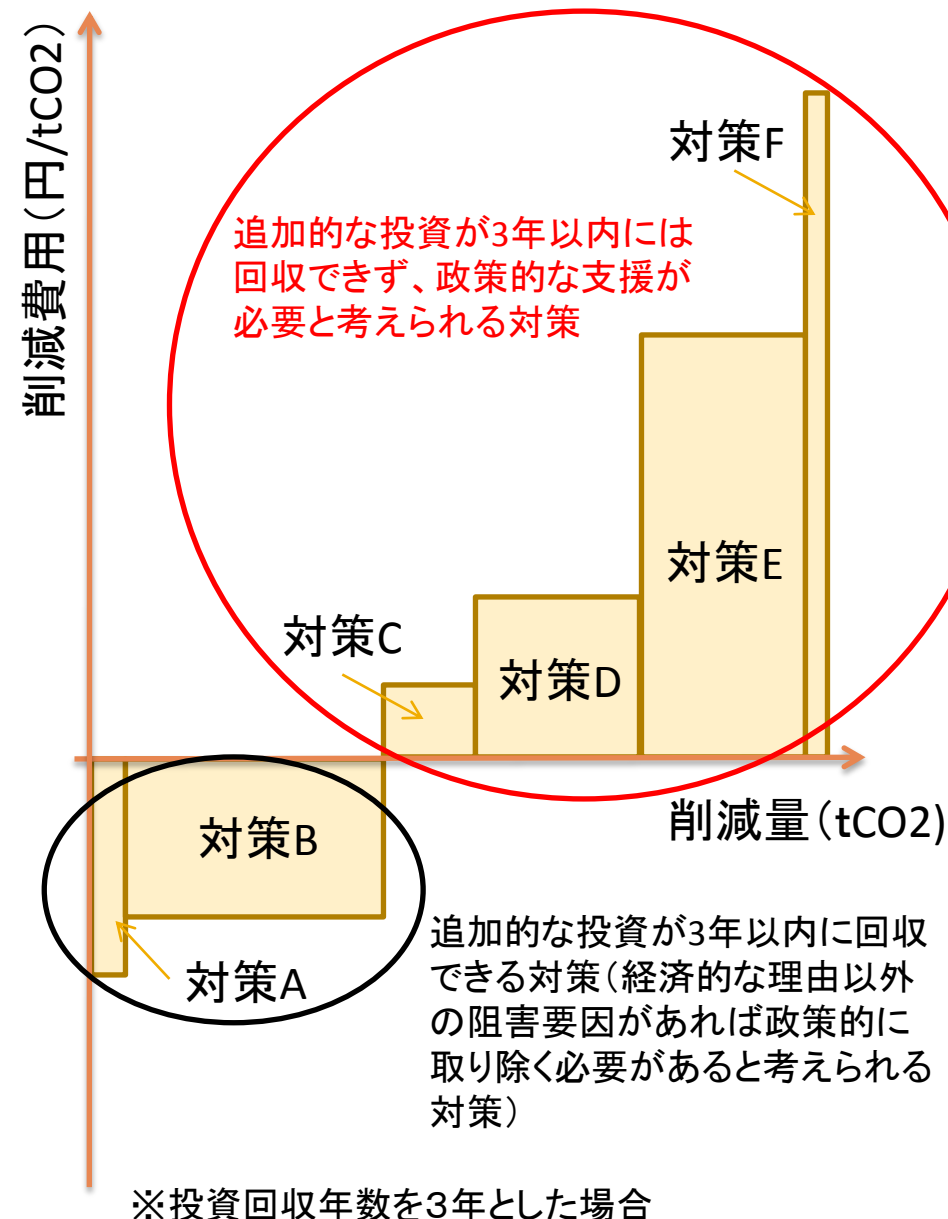 削減費用（円/tCO2）
対策F
追加的な投資が3年以内には
回収できず、政策的な支援が
必要と考えられる対策
対策E
対策C
対策D
対策B
削減量（tCO2)
対策A
追加的な投資が3年以内に回収
できる対策（経済的な理由以外
の阻害要因があれば政策的に
取り除く必要があると考えられる
対策）
※投資回収年数を３年とした場合